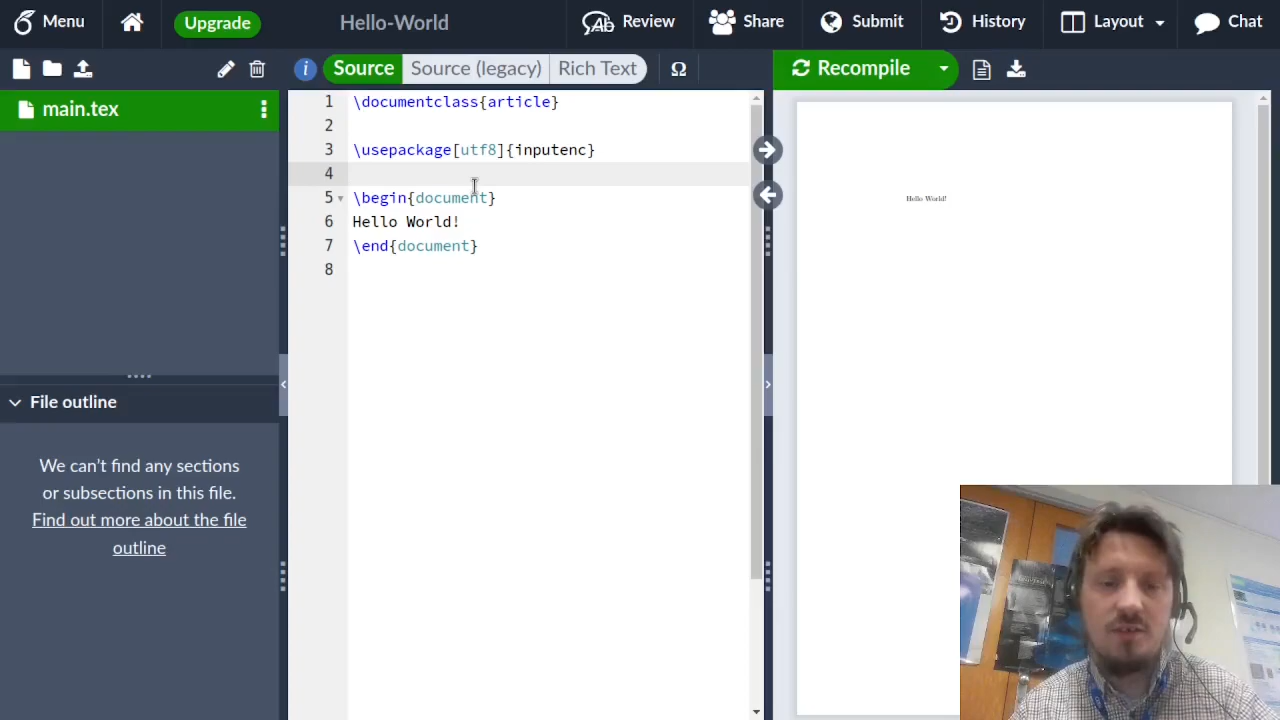 Menu
Upgrade
Hello-World
Review
Share
Submit
History
Layout
Chat
Source
Source (legacy)
Rich Text
Ω
Recompile
main.tex
1 \documentclass{article}
2
3 \usepackage[utf8]{inputenc}
4
5 \begin{document}
6 Hello World!
7 \end{document}
8
Hello World!
File outline
We can't find any sections
or subsections in this file.
Find out more about the file
outline